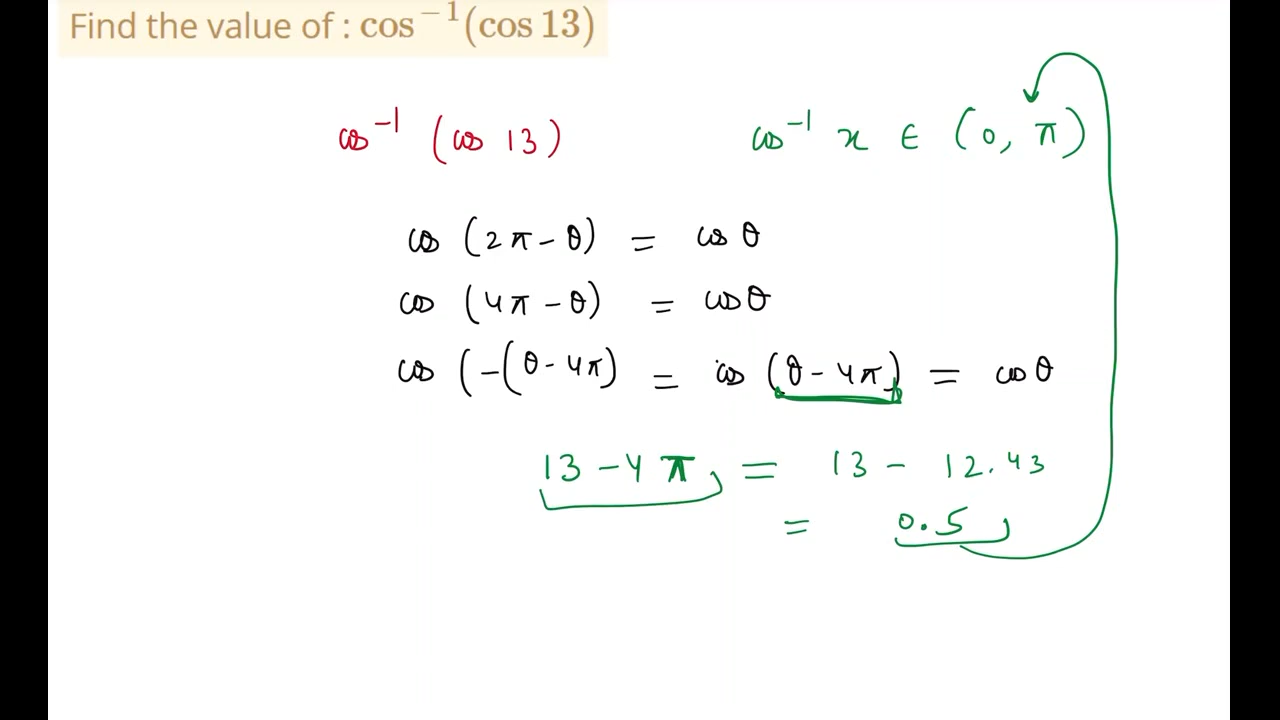 Find the value of : cos⁻¹(cos 13)
cos⁻¹ (cos 13)    cos⁻¹ x ∈ (0, π)
cos (2π - θ) = cos θ
cos (4π - θ) = cos θ
cos (-(θ - 4π) = cos (θ - 4π) = cos θ
13 - 4π = 13 - 12.43
= 0.5